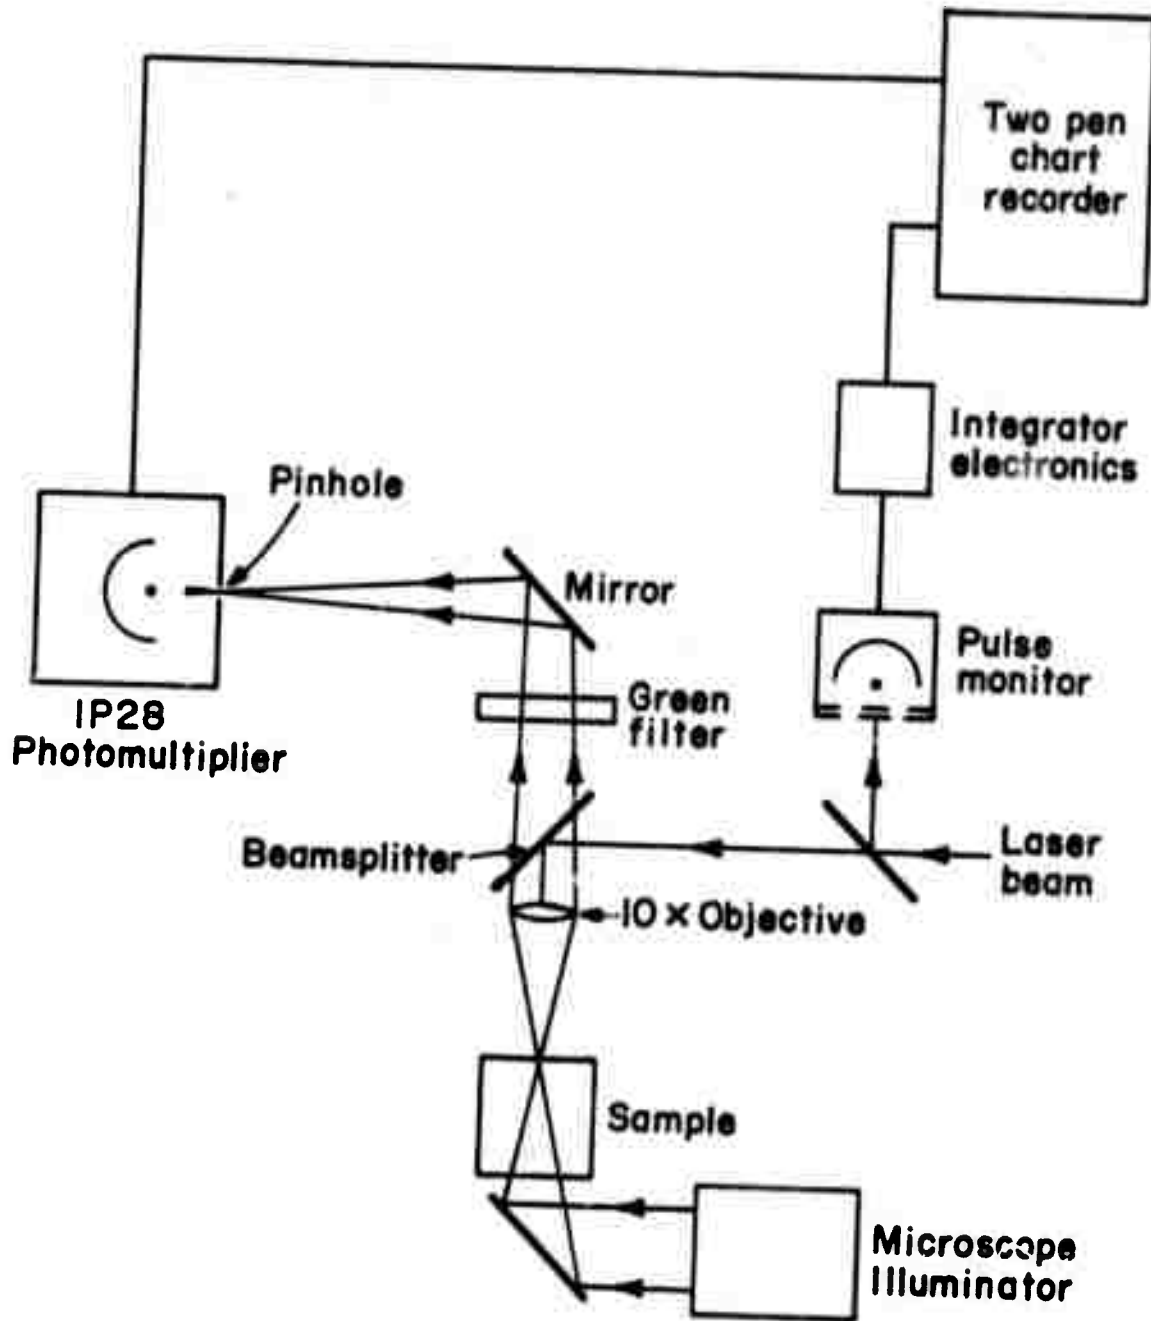 Two pen
chart
recorder
Integrator
electronics
Pinhole
Mirror
Pulse
monitor
Green
filter
IP28
Photomultiplier
Beamsplitter
Laser
beam
10 × Objective
Sample
Microscope
Illuminator